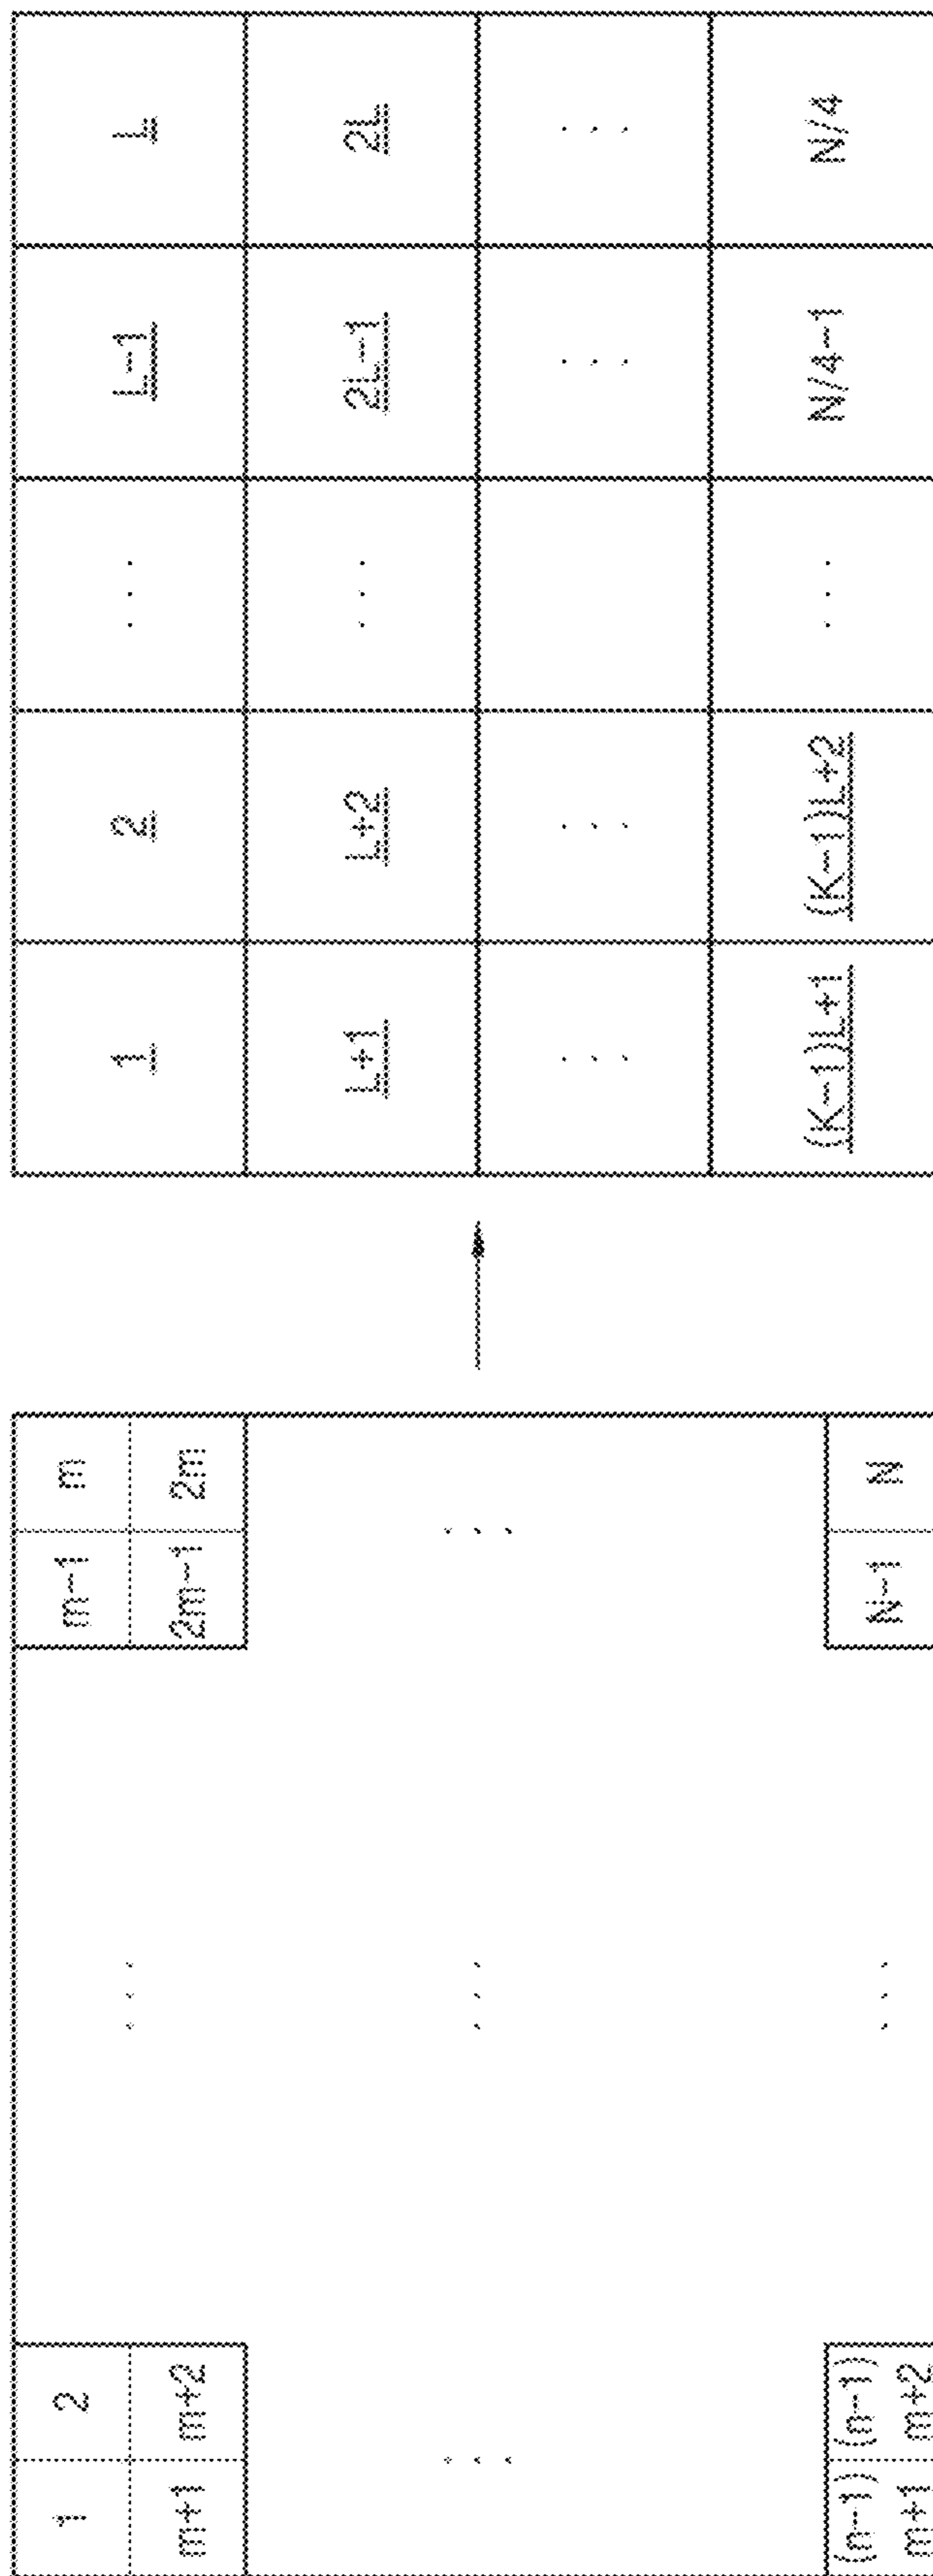 1 2 m-1 m
m+1 m+2 2m-1 2m
... ...
... ... ...
(n-1) (n-1) N-1 N
m+1 m+2 ...
1 2 ... L-1 L
L+1 L+2 ... 2L-1 2L
... ... ... ...
(K-1)L+1 (K-1)L+2 ... N/4-1 N/4